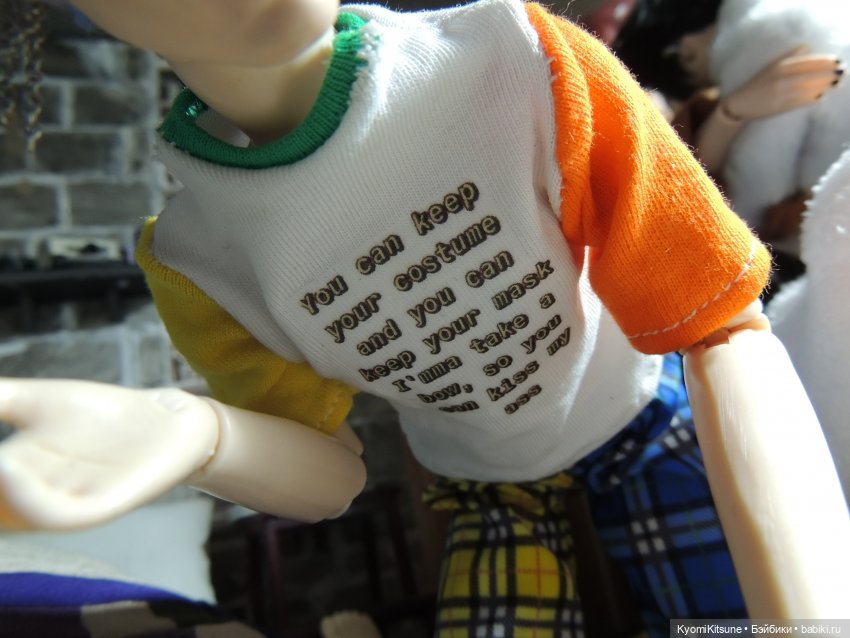 You can keep
your costume
and you can
keep your mask
I'mma take a
bow, so you
can kiss my
ass
KyomiKitsune • Бэйбики • babiki.ru